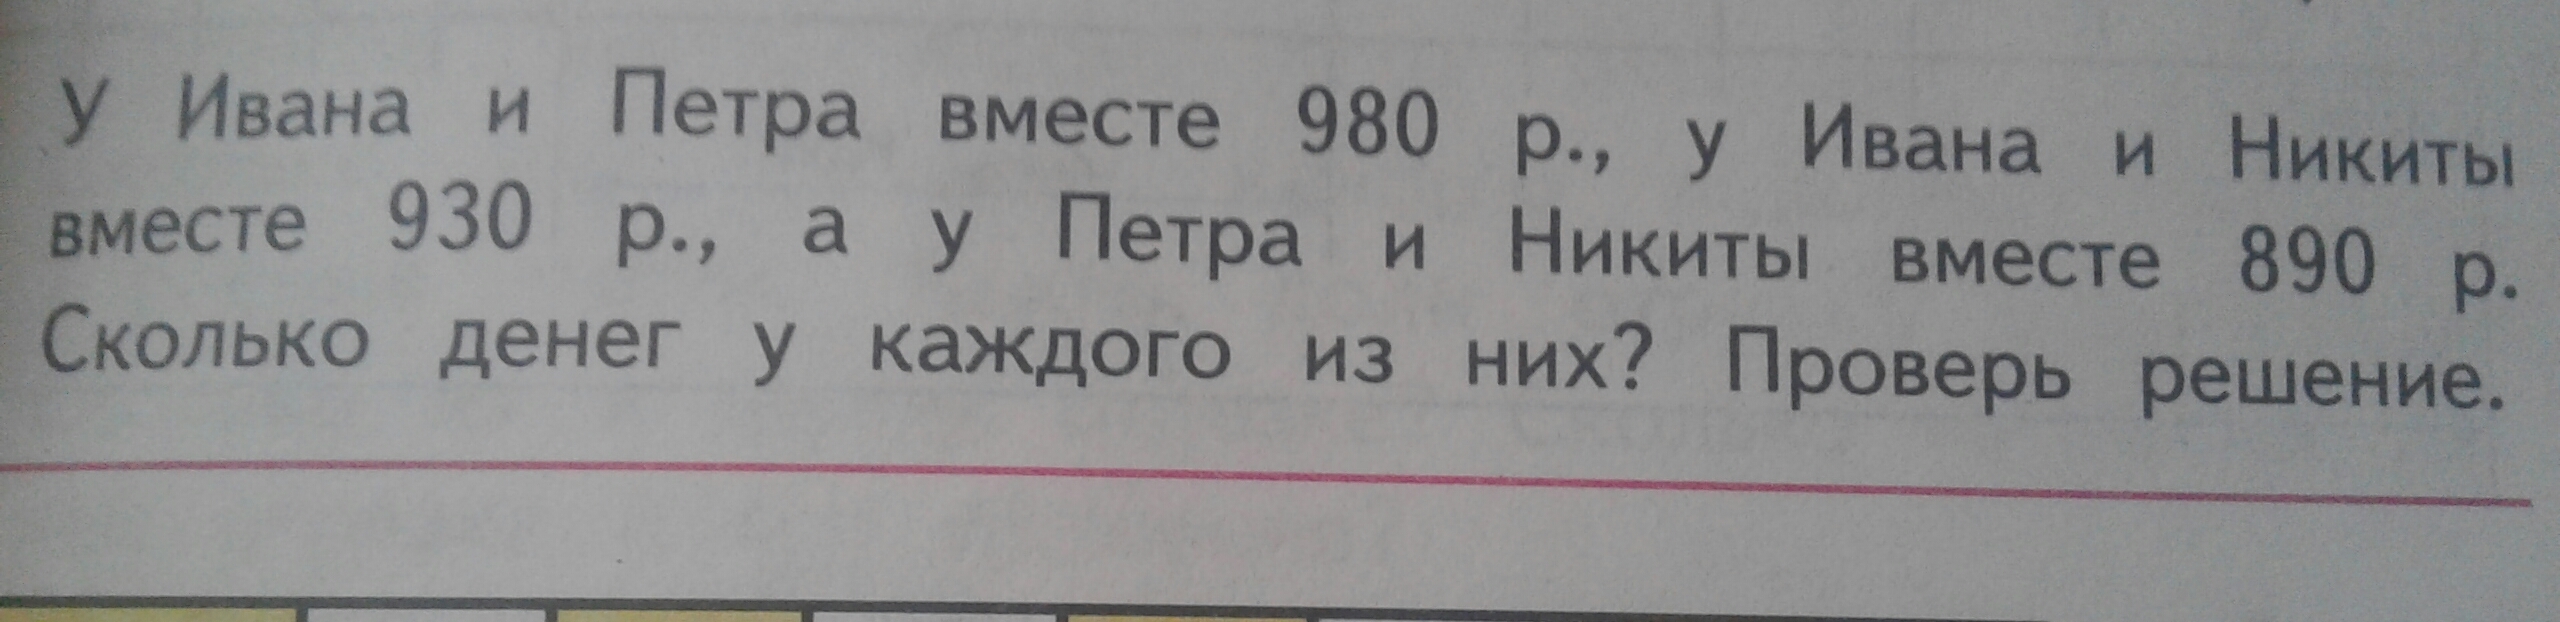 У Ивана и Петра вместе 980 р., у Ивана и Никиты
вместе 930 р., а у Петра и Никиты вместе 890 р.
Сколько денег у каждого из них? Проверь решение.